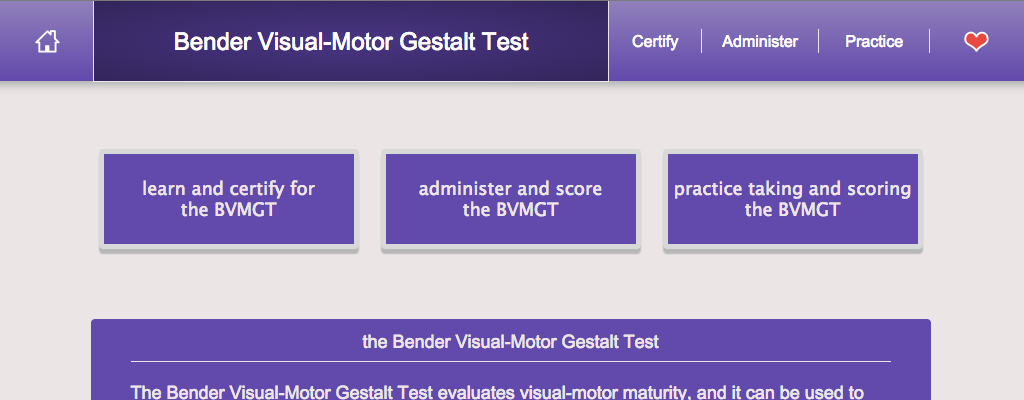 Bender Visual-Motor Gestalt Test
Certify
Administer
Practice
learn and certify for
the BVMGT
administer and score
the BVMGT
practice taking and scoring
the BVMGT
the Bender Visual-Motor Gestalt Test
The Bender Visual-Motor Gestalt Test evaluates visual-motor maturity, and it can be used to